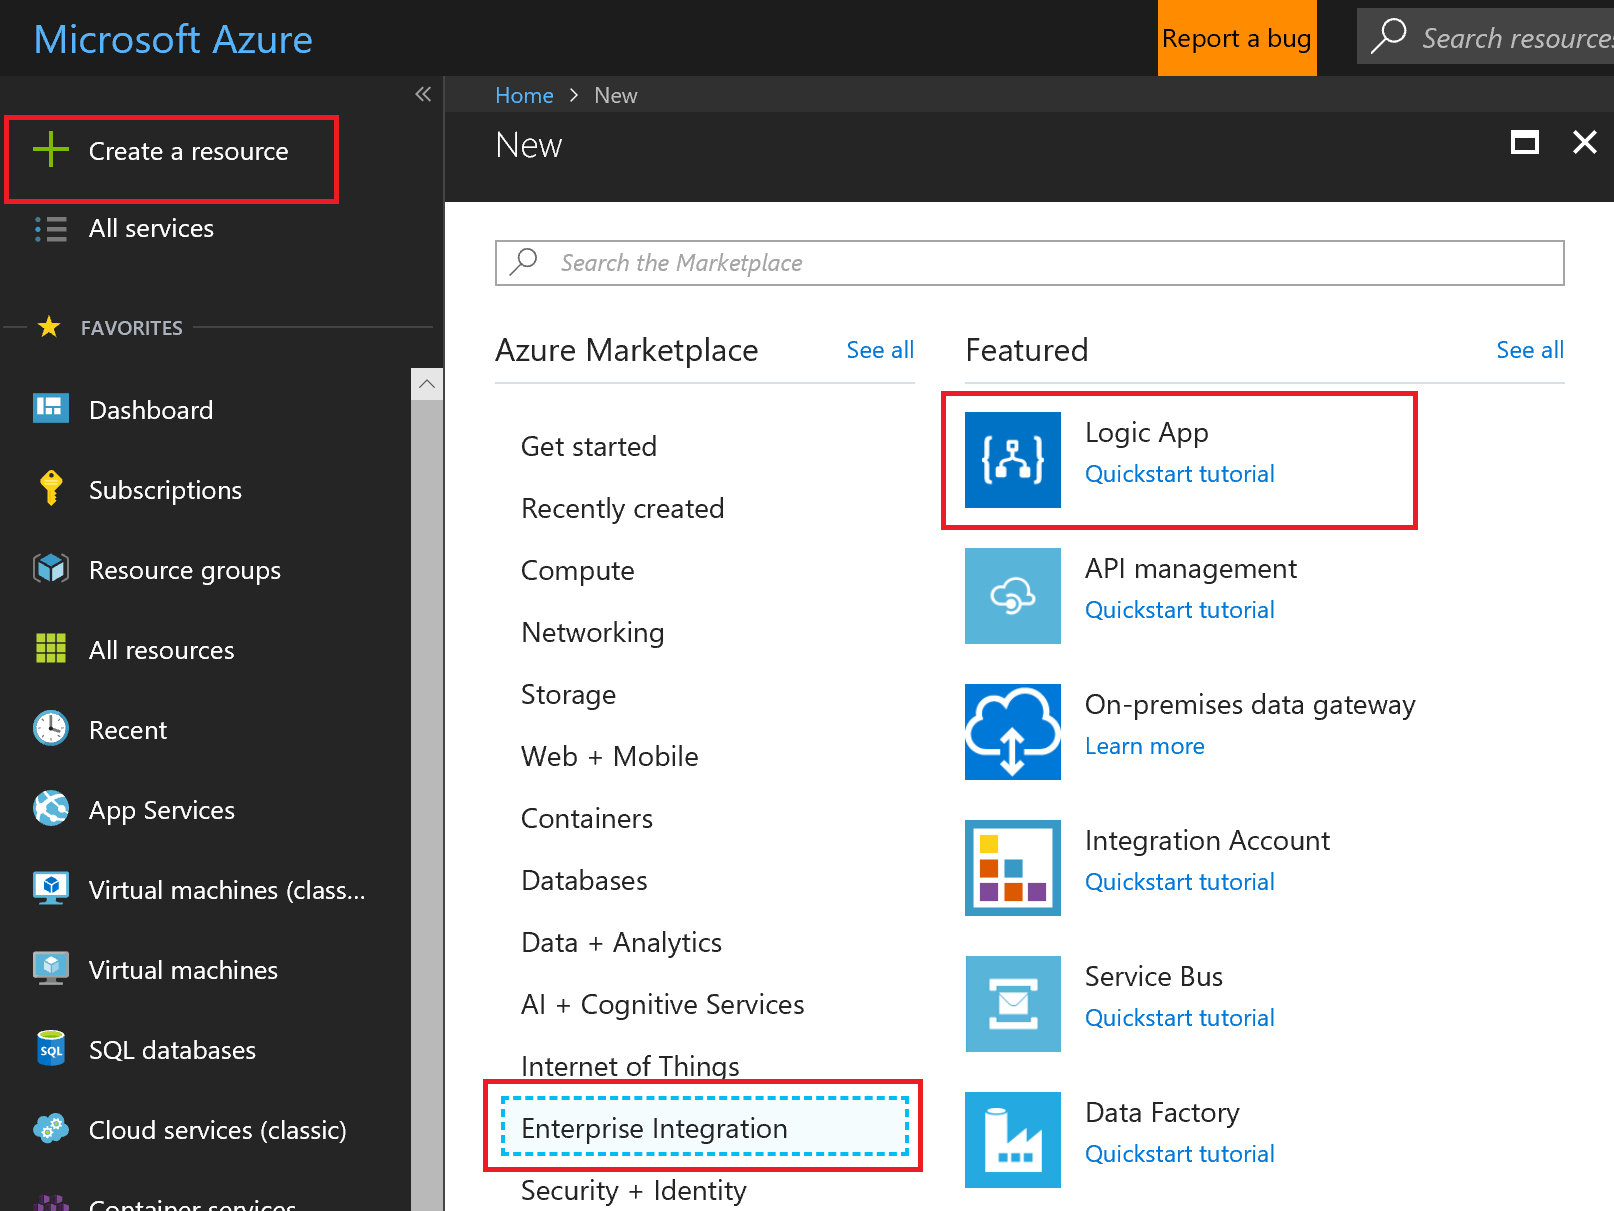 Microsoft Azure
Report a bug
Search resources
Create a resource
All services
FAVORITES
Dashboard
Subscriptions
Resource groups
All resources
Recent
App Services
Virtual machines (class...
Virtual machines
SQL
SQL databases
Cloud services (classic)
Container services
Home > New
New
Search the Marketplace
Azure Marketplace
See all
Get started
Recently created
Compute
Networking
Storage
Web + Mobile
Containers
Databases
Data + Analytics
AI + Cognitive Services
Internet of Things
Enterprise Integration
Security + Identity
Featured
See all
Logic App
Quickstart tutorial
API management
Quickstart tutorial
On-premises data gateway
Learn more
Integration Account
Quickstart tutorial
Service Bus
Quickstart tutorial
Data Factory
Quickstart tutorial